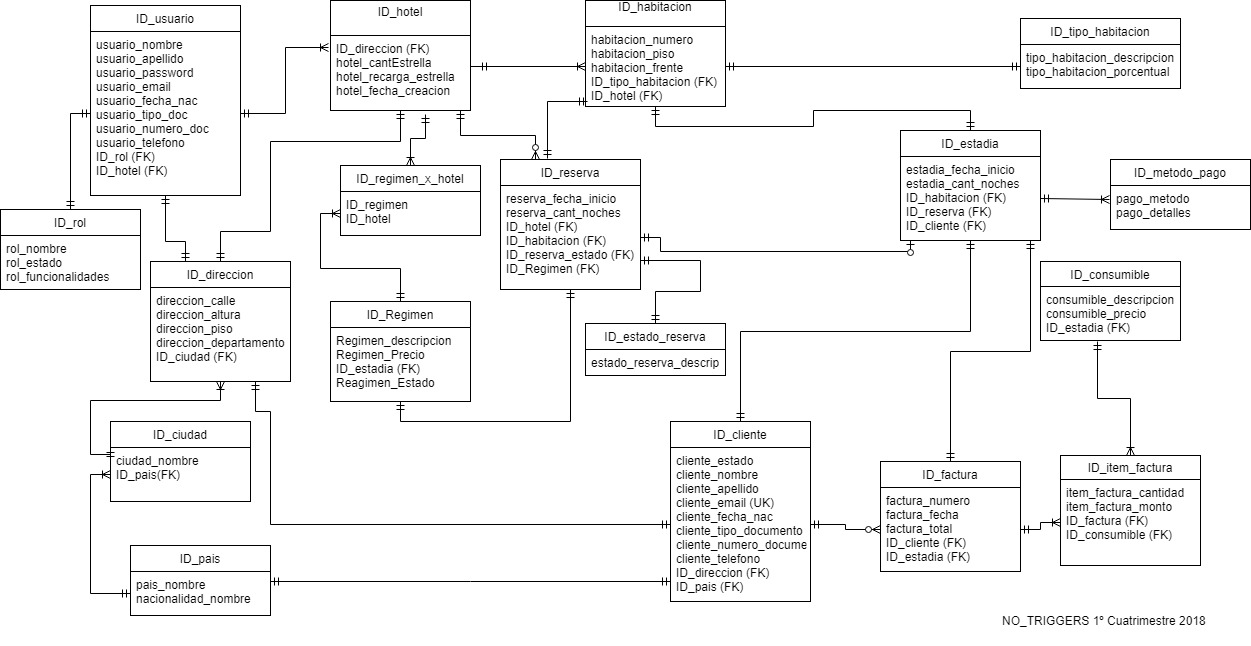 ID_usuario
usuario_nombre
usuario_apellido
usuario_password
usuario_email
usuario_fecha_nac
usuario_tipo_doc
usuario_numero_doc
usuario_telefono
ID_rol (FK)
ID_hotel (FK)
ID_hotel
ID_direccion (FK)
hotel_cantEstrella
hotel_recarga_estrella
hotel_fecha_creacion
ID_habitacion
habitacion_numero
habitacion_piso
habitacion_frente
ID_tipo_habitacion (FK)
ID_hotel (FK)
ID_tipo_habitacion
tipo_habitacion_descripcion
tipo_habitacion_porcentual
ID_rol
rol_nombre
rol_estado
rol_funcionalidades
ID_regimen_x_hotel
ID_regimen
ID_hotel
ID_reserva
reserva_fecha_inicio
reserva_cant_noches
ID_hotel (FK)
ID_habitacion (FK)
ID_reserva_estado (FK)
ID_Regimen (FK)
ID_estadia
estadia_fecha_inicio
estadia_cant_noches
ID_habitacion (FK)
ID_reserva (FK)
ID_cliente (FK)
ID_metodo_pago
pago_metodo
pago_detalles
ID_direccion
direccion_calle
direccion_altura
direccion_piso
direccion_departamento
ID_ciudad (FK)
ID_Regimen
Regimen_descripcion
Regimen_Precio
ID_estadia (FK)
Reagimen_Estado
ID_estado_reserva
estado_reserva_descrip
ID_consumible
consumible_descripcion
consumible_precio
ID_estadia (FK)
ID_ciudad
ciudad_nombre
ID_pais(FK)
ID_pais
pais_nombre
nacionalidad_nombre
ID_cliente
cliente_estado
cliente_nombre
cliente_apellido
cliente_email (UK)
cliente_fecha_nac
cliente_tipo_documento
cliente_numero_docume
cliente_telefono
ID_direccion (FK)
ID_pais (FK)
ID_factura
factura_numero
factura_fecha
factura_total
ID_cliente (FK)
ID_estadia (FK)
ID_item_factura
item_factura_cantidad
item_factura_monto
ID_factura (FK)
ID_consumible (FK)
NO_TRIGGERS 1º Cuatrimestre 2018